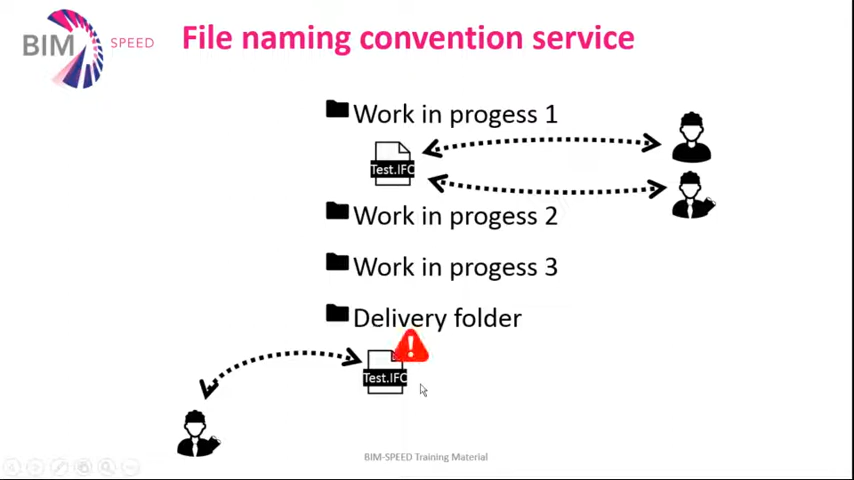 BIM SPEED
File naming convention service
Work in progess 1
Test.IFC
Work in progess 2
Work in progess 3
Delivery folder
!
Test.IFC
BIM-SPEED Training Material